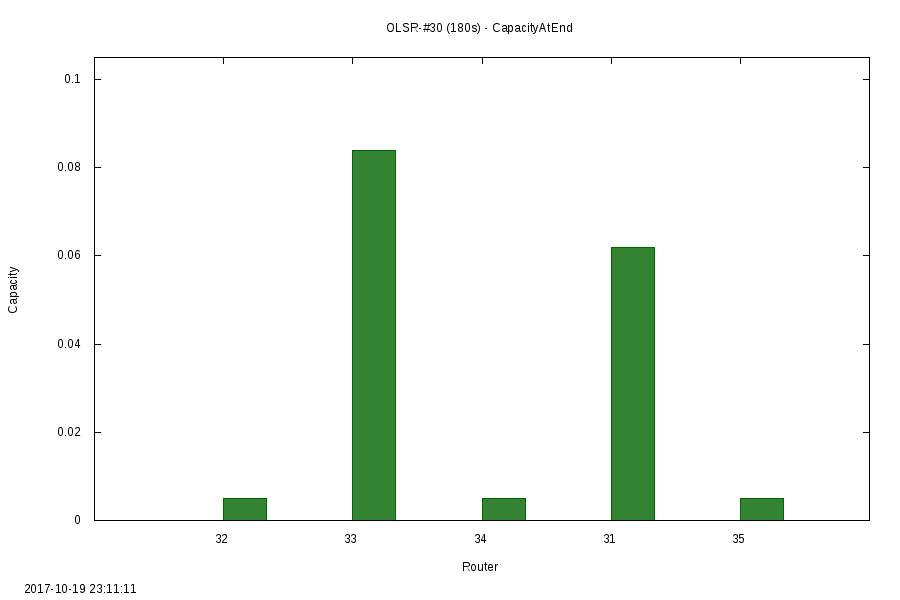 OLSR-#30 (180s) - CapacityAtEnd
0.1
0.08
0.06
0.04
0.02
0
Capacity
32 33 34 31 35
Router
2017-10-19 23:11:11